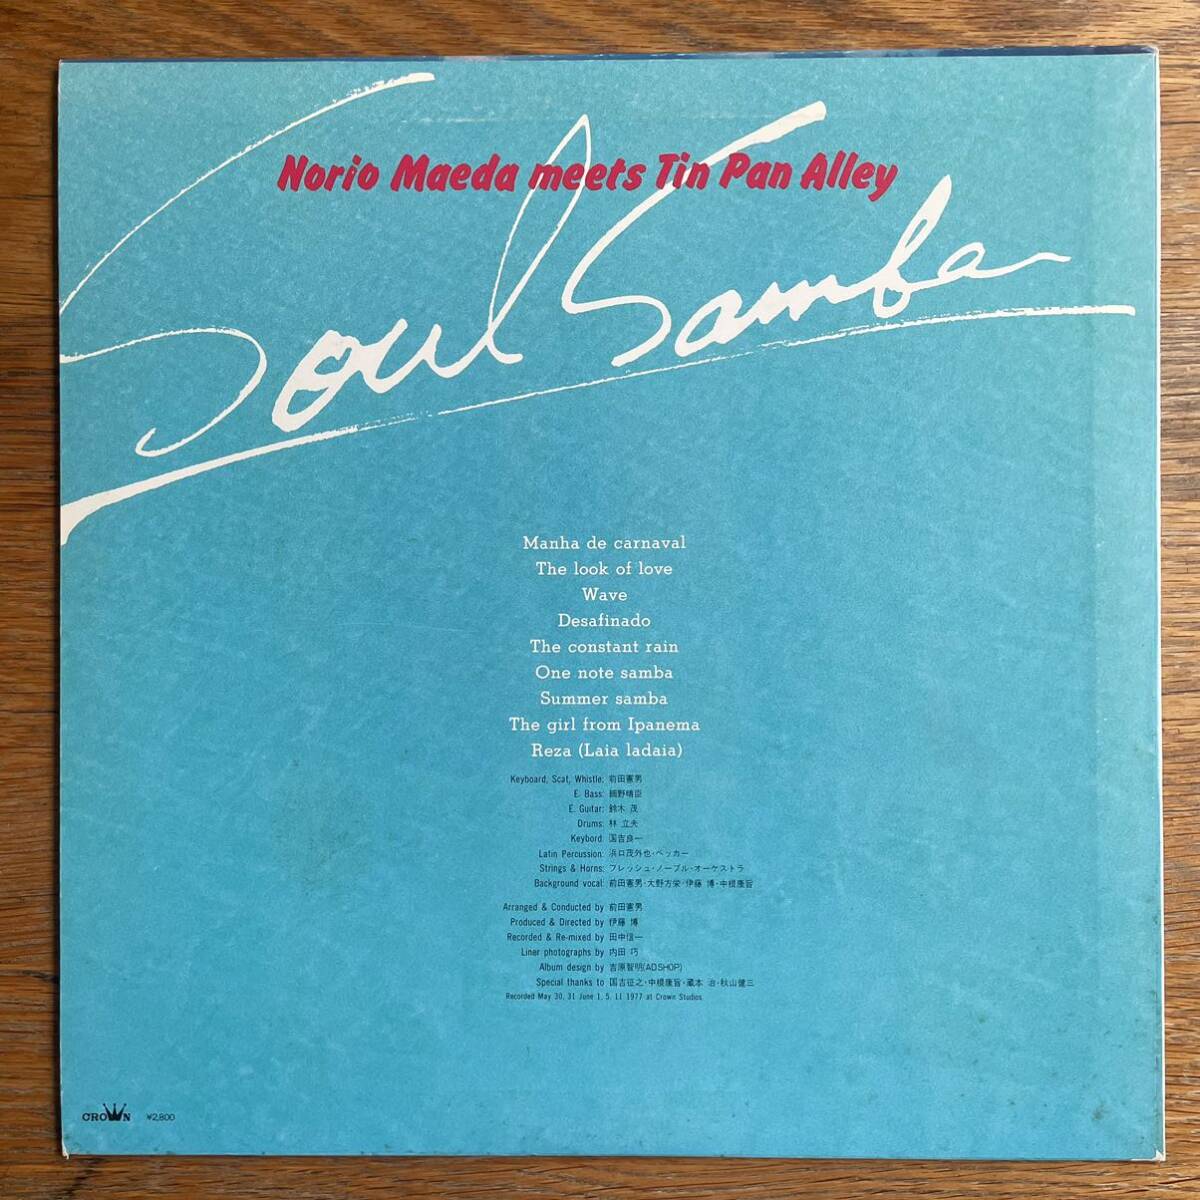 Norio Maeda meets Tin Pan Alley
Soul Samba
Manha de carnaval
The look of love
Wave
Desafinado
The constant rain
One note samba
Summer samba
The girl from Ipanema
Reza (Laia ladaia)
Keyboard, Scat, Whistle: 前田憲男
E. Bass: 細野晴臣
E. Guitar: 鈴木 茂
Drums: 林 立夫
Keybord: 国吉良一
Latin Percussion: 浜口茂外也・ペッカー
Strings & Horns: フレッシュ・ノーブル・オーケストラ
Background vocal: 前田憲男・大野方栄・伊藤 博・中根康旨
Arranged & Conducted by 前田憲男
Produced & Directed by 伊藤 博
Recorded & Re-mixed by 田中信一
Liner photographs by 内田 巧
Album design by 吉原智明(ADSHOP)
Special thanks to 国吉征之・中根康旨・蔵本 治・秋山健三
Recorded May 30, 31 June 1, 5, 11 1977 at Crown Studios
CROWN ¥2,800